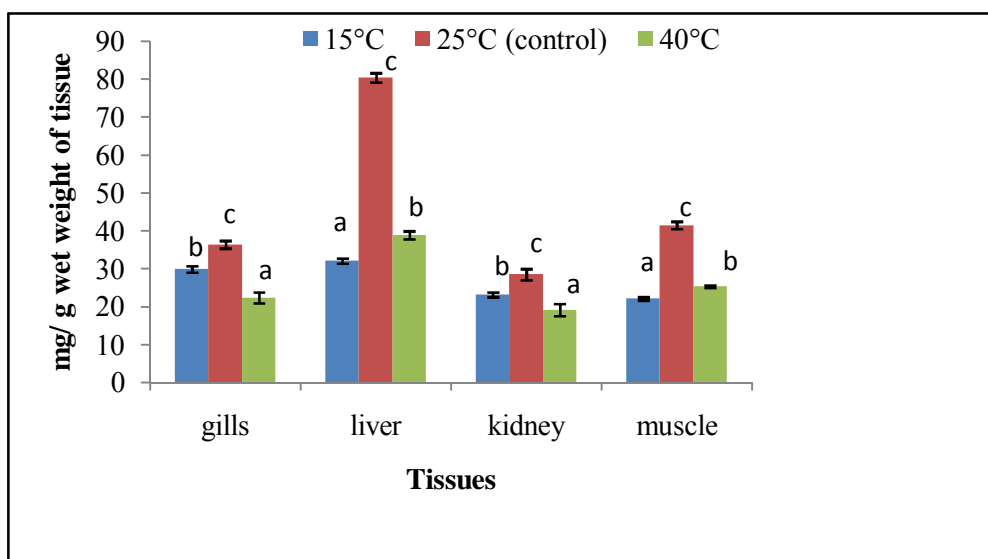 15°C 25°C (control) 40°C
mg/ g wet weight of tissue
90
80
70
60
50
40
30
20
10
0
b c a
a c b
b c a
a c b
gills liver kidney muscle
Tissues